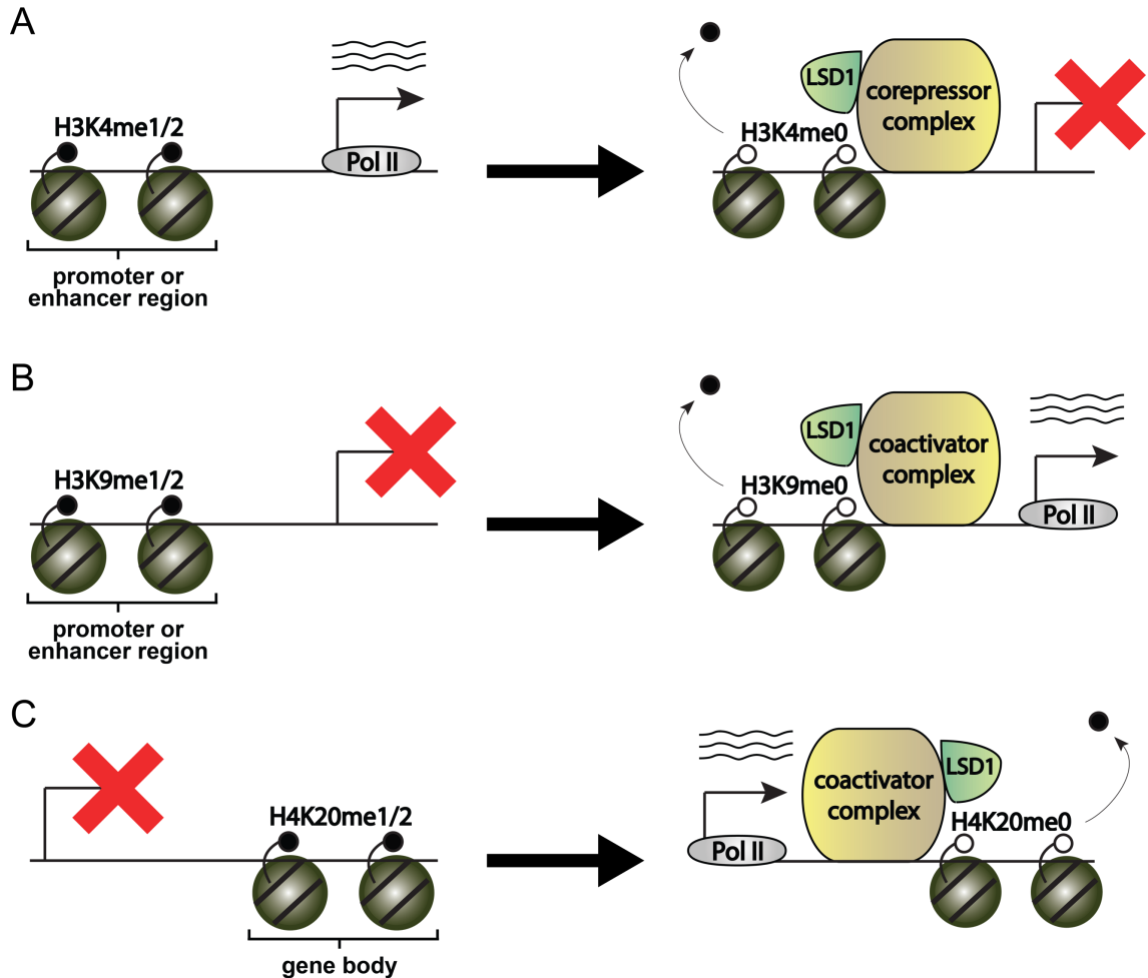 A
H3K4me1/2
Pol II
promoter or
enhancer region
LSD1
corepressor
complex
H3K4me0
B
H3K9me1/2
promoter or
enhancer region
LSD1
coactivator
complex
H3K9me0
Pol II
C
H4K20me1/2
gene body
coactivator
complex
LSD1
H4K20me0
Pol II